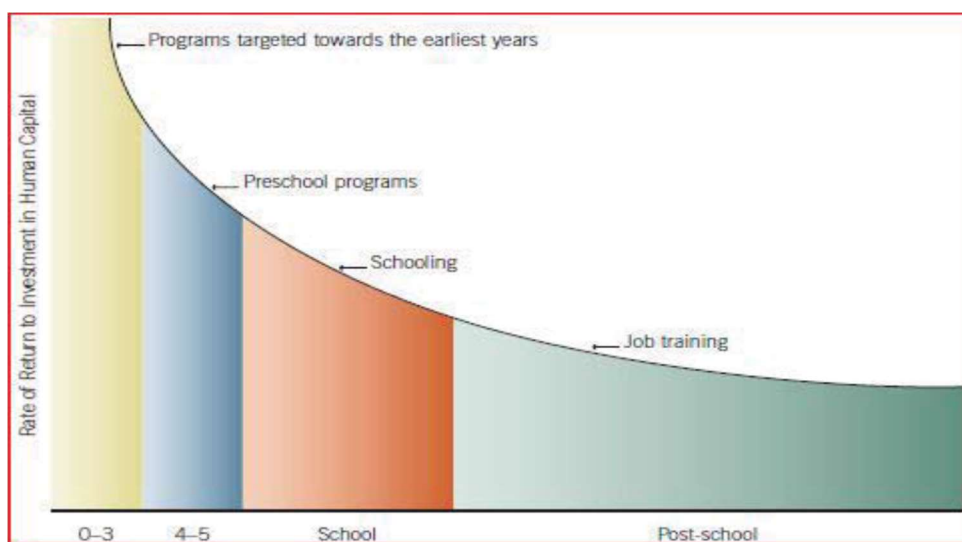 Programs targeted towards the earliest years
Rate of Return to Investment in Human Capital
Preschool programs
Schooling
Job training
0–3
4–5
School
Post-school